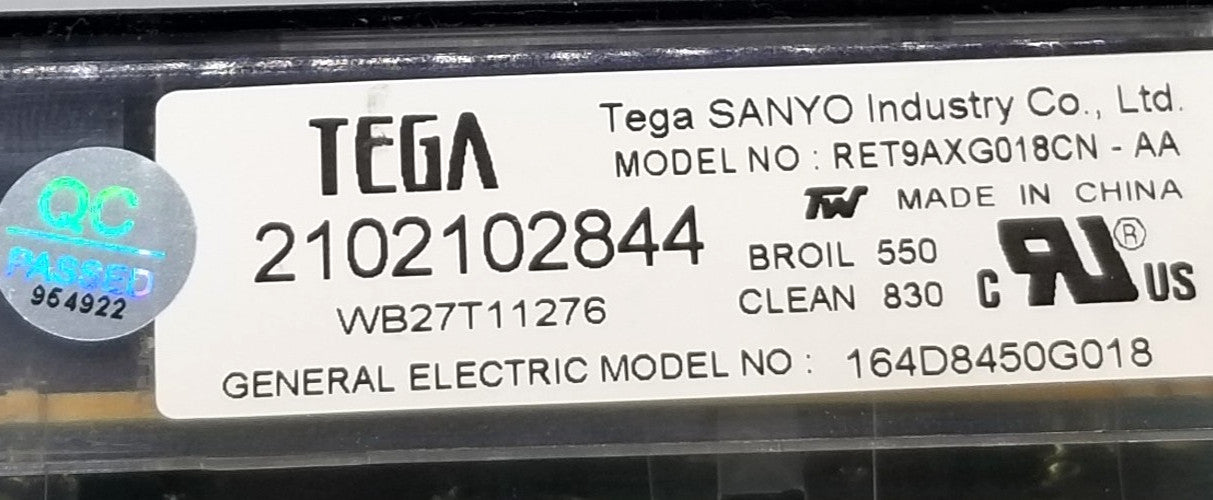 TEGA
Tega SANYO Industry Co., Ltd.
MODEL NO : RET9AXG018CN - AA
TW MADE IN CHINA
2102102844
BROIL 550
CLEAN 830
C RU ® US
WB27T11276
GENERAL ELECTRIC MODEL NO : 164D8450G018
QC
PASSED
964922